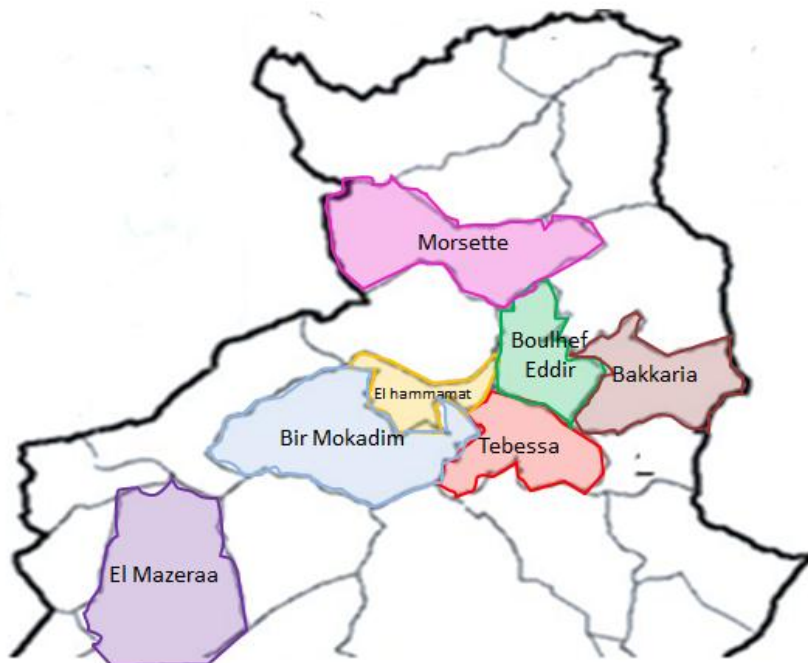 Morsette
Boulhef
Eddir
Bakkaria
El hammamat
Bir Mokadim
Tebessa
El Mazeraa